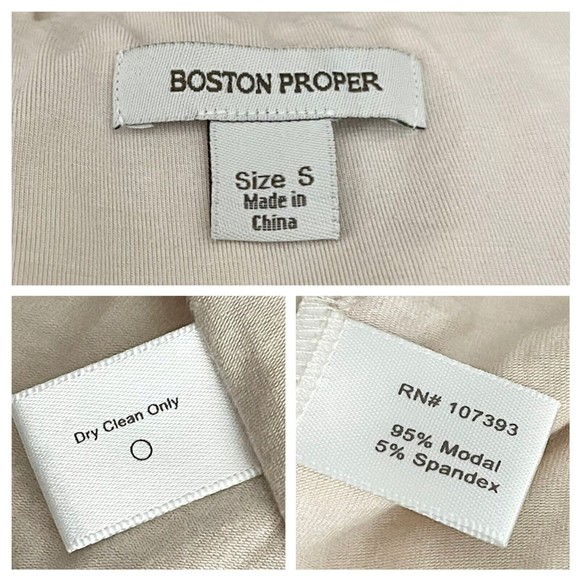 BOSTON PROPER
Size S
Made in
China
Dry Clean Only
RN# 107393
95% Modal
5% Spandex